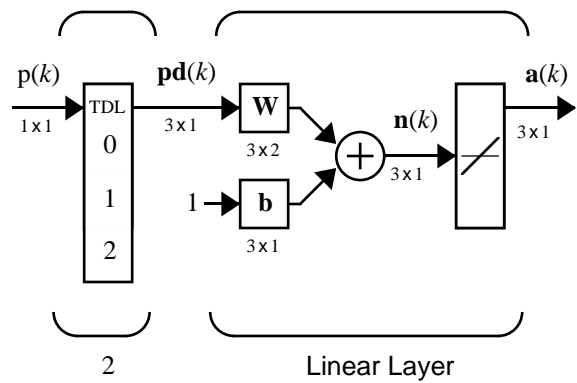 p(k)
1 x 1
TDL
0
1
2
pd(k)
3 x 1
W
3 x 2
1
b
3 x 1
n(k)
3 x 1
a(k)
3 x 1
2
Linear Layer